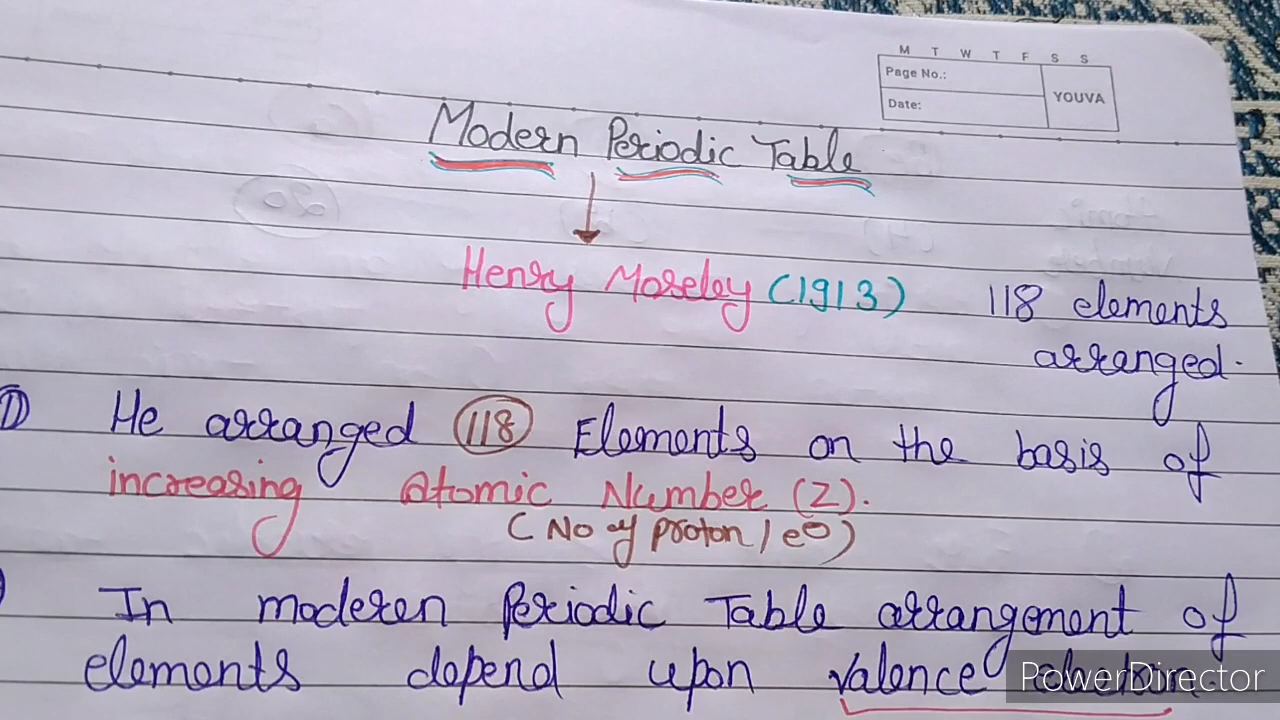 M T W T F S S
Page No.:
YOUVA
Date:
Modern Periodic Table
Henry Moseley (1913)
118 elements
arranged.
1) He arranged 118 Elements on the basis of
increasing Atomic Number (Z).
(No of proton / e⊖)
In moderen Periodic Table arrangement of
elements depend upon valence electron.
PowerDirector